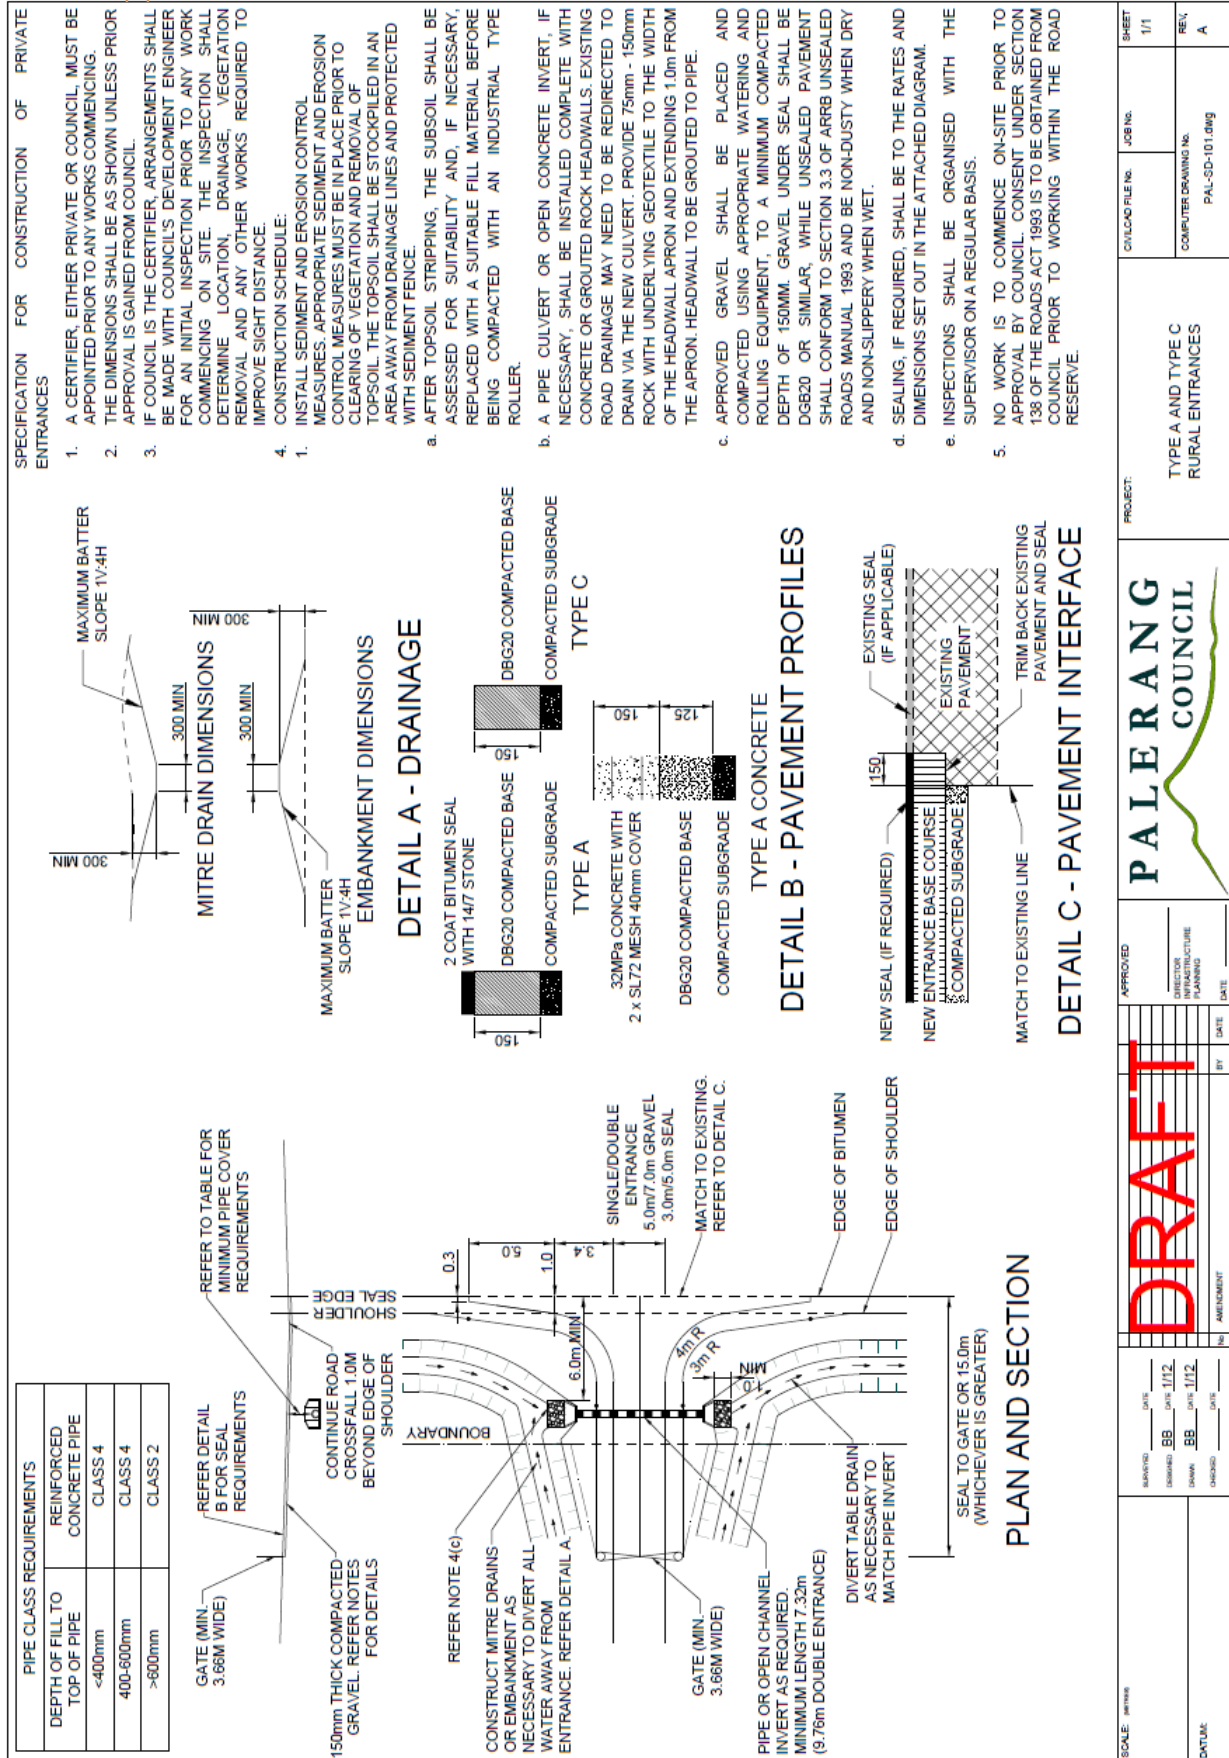 PIPE CLASS REQUIREMENTS
DEPTH OF FILL TO
TOP OF PIPE
REINFORCED
CONCRETE PIPE
<400mm
CLASS 4
400-600mm
CLASS 4
>600mm
CLASS 2
GATE (MIN.
3.66M WIDE)
REFER DETAIL
B FOR SEAL
REQUIREMENTS
REFER TO TABLE FOR
MINIMUM PIPE COVER
REQUIREMENTS
150mm THICK COMPACTED
GRAVEL. REFER NOTES
FOR DETAILS
CONTINUE ROAD
CROSSFALL 1.0M
BEYOND EDGE OF
SHOULDER
SHOULDER
SEAL EDGE
REFER NOTE 4(c)
CONSTRUCT MITRE DRAINS
OR EMBANKMENT AS
NECESSARY TO DIVERT ALL
WATER AWAY FROM
ENTRANCE. REFER DETAIL A.
BOUNDARY
6.0m MIN
0.3
5.0
1.0
3.4
SINGLE/DOUBLE
ENTRANCE
5.0m/7.0m GRAVEL
3.0m/5.0m SEAL
MATCH TO EXISTING.
REFER TO DETAIL C.
4m R
3m R
1.0
MIN
GATE (MIN.
3.66M WIDE)
PIPE OR OPEN CHANNEL
INVERT AS REQUIRED.
MINIMUM LENGTH 7.32m
(9.76m DOUBLE ENTRANCE)
DIVERT TABLE DRAIN
AS NECESSARY TO
MATCH PIPE INVERT
EDGE OF BITUMEN
EDGE OF SHOULDER
SEAL TO GATE OR 15.0m
(WHICHEVER IS GREATER)
PLAN AND SECTION
300 MIN
MAXIMUM BATTER
SLOPE 1V:4H
300 MIN
MITRE DRAIN DIMENSIONS
300 MIN
300 MIN
MAXIMUM BATTER
SLOPE 1V:4H
EMBANKMENT DIMENSIONS
DETAIL A - DRAINAGE
2 COAT BITUMEN SEAL
WITH 14/7 STONE
150
DBG20 COMPACTED BASE
COMPACTED SUBGRADE
TYPE A
150
DBG20 COMPACTED BASE
COMPACTED SUBGRADE
TYPE C
32MPa CONCRETE WITH
2 x SL72 MESH 40mm COVER
DBG20 COMPACTED BASE
COMPACTED SUBGRADE
150
125
TYPE A CONCRETE
DETAIL B - PAVEMENT PROFILES
NEW SEAL (IF REQUIRED)
150
EXISTING SEAL
(IF APPLICABLE)
NEW ENTRANCE BASE COURSE
EXISTING
PAVEMENT
COMPACTED SUBGRADE
MATCH TO EXISTING LINE
TRIM BACK EXISTING
PAVEMENT AND SEAL
DETAIL C - PAVEMENT INTERFACE
SPECIFICATION FOR CONSTRUCTION OF PRIVATE
ENTRANCES
1. A CERTIFIER, EITHER PRIVATE OR COUNCIL, MUST BE
APPOINTED PRIOR TO ANY WORKS COMMENCING.
2. THE DIMENSIONS SHALL BE AS SHOWN UNLESS PRIOR
APPROVAL IS GAINED FROM COUNCIL.
3. IF COUNCIL IS THE CERTIFIER, ARRANGEMENTS SHALL
BE MADE WITH COUNCILS DEVELOPMENT ENGINEER
FOR AN INITIAL INSPECTION PRIOR TO ANY WORK
COMMENCING ON SITE. THE INSPECTION SHALL
DETERMINE LOCATION, DRAINAGE, VEGETATION
REMOVAL AND ANY OTHER WORKS REQUIRED TO
IMPROVE SIGHT DISTANCE.
4. CONSTRUCTION SCHEDULE:
1. INSTALL SEDIMENT AND EROSION CONTROL
MEASURES. APPROPRIATE SEDIMENT AND EROSION
CONTROL MEASURES MUST BE IN PLACE PRIOR TO
CLEARING OF VEGETATION AND REMOVAL OF
TOPSOIL. THE TOPSOIL SHALL BE STOCKPILED IN AN
AREA AWAY FROM DRAINAGE LINES AND PROTECTED
WITH SEDIMENT FENCE.
a. AFTER TOPSOIL STRIPPING, THE SUBSOIL SHALL BE
ASSESSED FOR SUITABILITY AND, IF NECESSARY,
REPLACED WITH A SUITABLE FILL MATERIAL BEFORE
BEING COMPACTED WITH AN INDUSTRIAL TYPE
ROLLER.
b. A PIPE CULVERT OR OPEN CONCRETE INVERT, IF
NECESSARY, SHALL BE INSTALLED COMPLETE WITH
CONCRETE OR GROUTED ROCK HEADWALLS. EXISTING
ROAD DRAINAGE MAY NEED TO BE REDIRECTED TO
DRAIN VIA THE NEW CULVERT. PROVIDE 75mm - 150mm
ROCK WITH UNDERLYING GEOTEXTILE TO THE WIDTH
OF THE HEADWALL APRON AND EXTENDING 1.0m FROM
THE APRON. HEADWALL TO BE GROUTED TO PIPE.
c. APPROVED GRAVEL SHALL BE PLACED AND
COMPACTED USING APPROPRIATE WATERING AND
ROLLING EQUIPMENT, TO A MINIMUM COMPACTED
DEPTH OF 150MM. GRAVEL UNDER SEAL SHALL BE
DGB20 OR SIMILAR, WHILE UNSEALED PAVEMENT
SHALL CONFORM TO SECTION 3.3 OF ARRB UNSEALED
ROADS MANUAL 1993 AND BE NON-DUSTY WHEN DRY
AND NON-SLIPPERY WHEN WET.
d. SEALING, IF REQUIRED, SHALL BE TO THE RATES AND
DIMENSIONS SET OUT IN THE ATTACHED DIAGRAM.
e. INSPECTIONS SHALL BE ORGANISED WITH THE
SUPERVISOR ON A REGULAR BASIS.
5. NO WORK IS TO COMMENCE ON-SITE PRIOR TO
APPROVAL BY COUNCIL. CONSENT UNDER SECTION
138 OF THE ROADS ACT 1993 IS TO BE OBTAINED FROM
COUNCIL PRIOR TO WORKING WITHIN THE ROAD
RESERVE.
SCALE: (METRES)
DATUM:
SURVEYED DATE
DESIGNED BB DATE 1/12
DRAWN BB DATE 1/12
CHECKED DATE
No AMENDMENT BY DATE
DRAFT
APPROVED
DIRECTOR
INFRASTRUCTURE
PLANNING
DATE
PALERANG
COUNCIL
PROJECT:
TYPE A AND TYPE C
RURAL ENTRANCES
CIVILCAD FILE No.
JOB No.
SHEET
1/1
COMPUTER DRAWING No.
PAL-SD-101.dwg
REV.
A